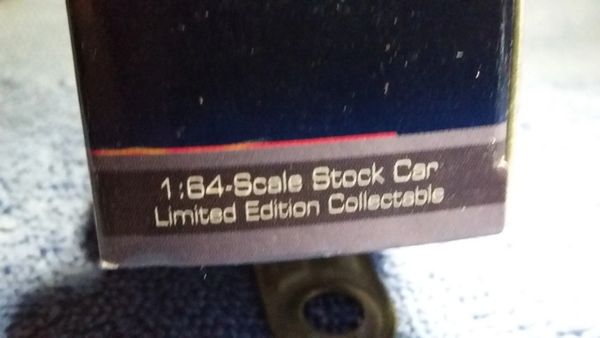 1:64-Scale Stock Car
Limited Edition Collectable